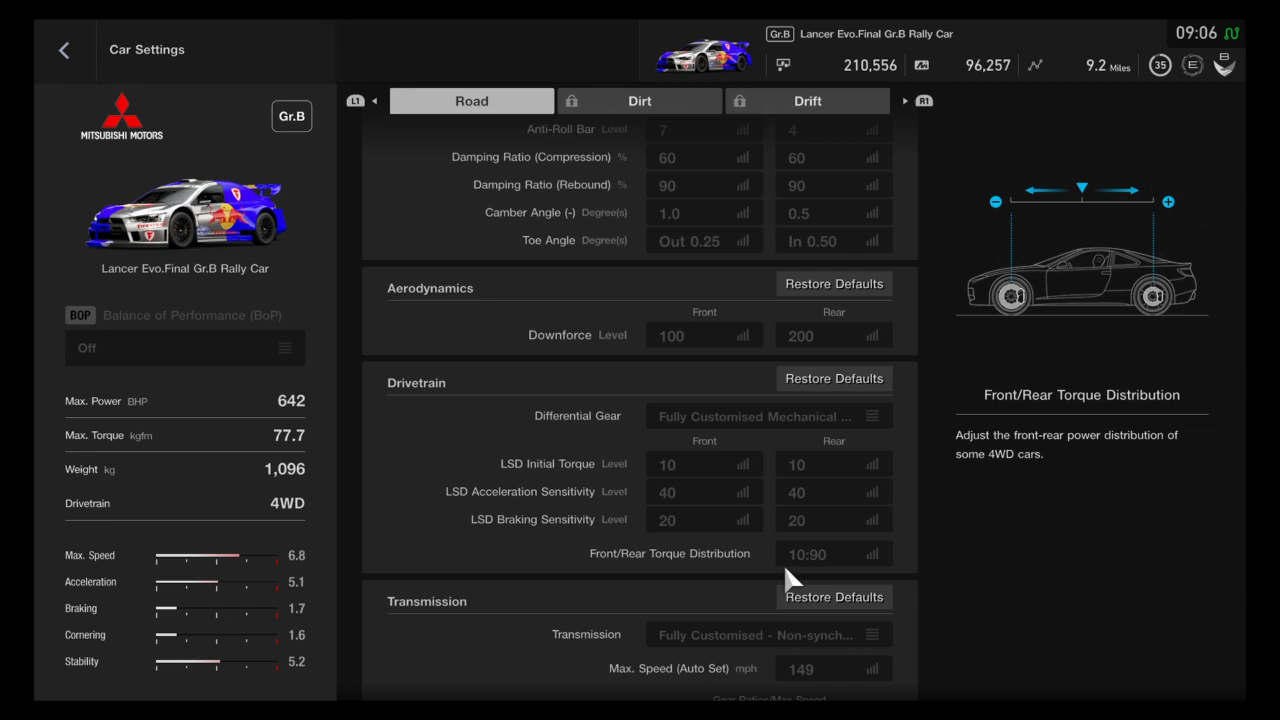 Car Settings
Gr.B Lancer Evo.Final Gr.B Rally Car
09:06
210,556 96,257 9.2 Miles 35 E B
MITSUBISHI MOTORS
Gr.B
Lancer Evo.Final Gr.B Rally Car
BOP Balance of Performance (BoP)
Off
Max. Power BHP 642
Max. Torque kgfm 77.7
Weight kg 1,096
Drivetrain 4WD
Max. Speed 6.8
Acceleration 5.1
Braking 1.7
Cornering 1.6
Stability 5.2
L1 Road Dirt Drift R1
Anti-Roll Bar Level 7 4
Damping Ratio (Compression) % 60 60
Damping Ratio (Rebound) % 90 90
Camber Angle (-) Degree(s) 1.0 0.5
Toe Angle Degree(s) Out 0.25 In 0.50
Aerodynamics Restore Defaults
Front Rear
Downforce Level 100 200
Drivetrain Restore Defaults
Differential Gear Fully Customised Mechanical ...
Front Rear
LSD Initial Torque Level 10 10
LSD Acceleration Sensitivity Level 40 40
LSD Braking Sensitivity Level 20 20
Front/Rear Torque Distribution 10:90
Transmission Restore Defaults
Transmission Fully Customised - Non-synch...
Max. Speed (Auto Set) mph 149
Gear Ratios/Max Speed
Front/Rear Torque Distribution
Adjust the front-rear power distribution of
some 4WD cars.